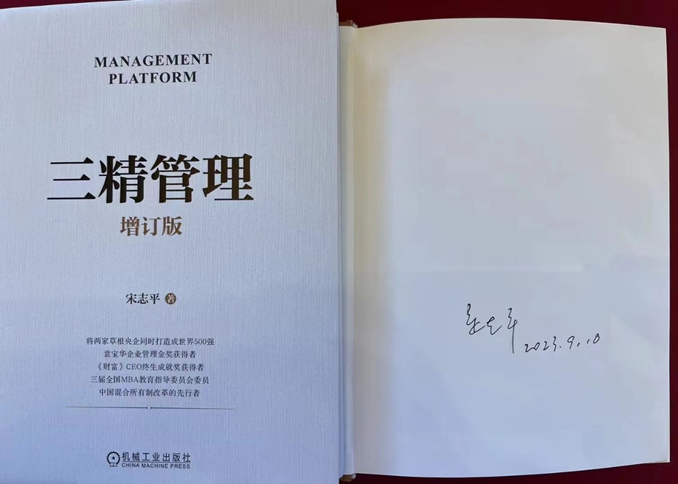 MANAGEMENT
PLATFORM
三精管理
增订版
宋志平 著
将两家草根央企同时打造成世界500强
袁宝华企业管理金奖获得者
《财富》CEO终生成就奖获得者
三届全国MBA教育指导委员会委员
中国混合所有制改革的先行者
机械工业出版社
CHINA MACHINE PRESS
宋志平
2023.9.10